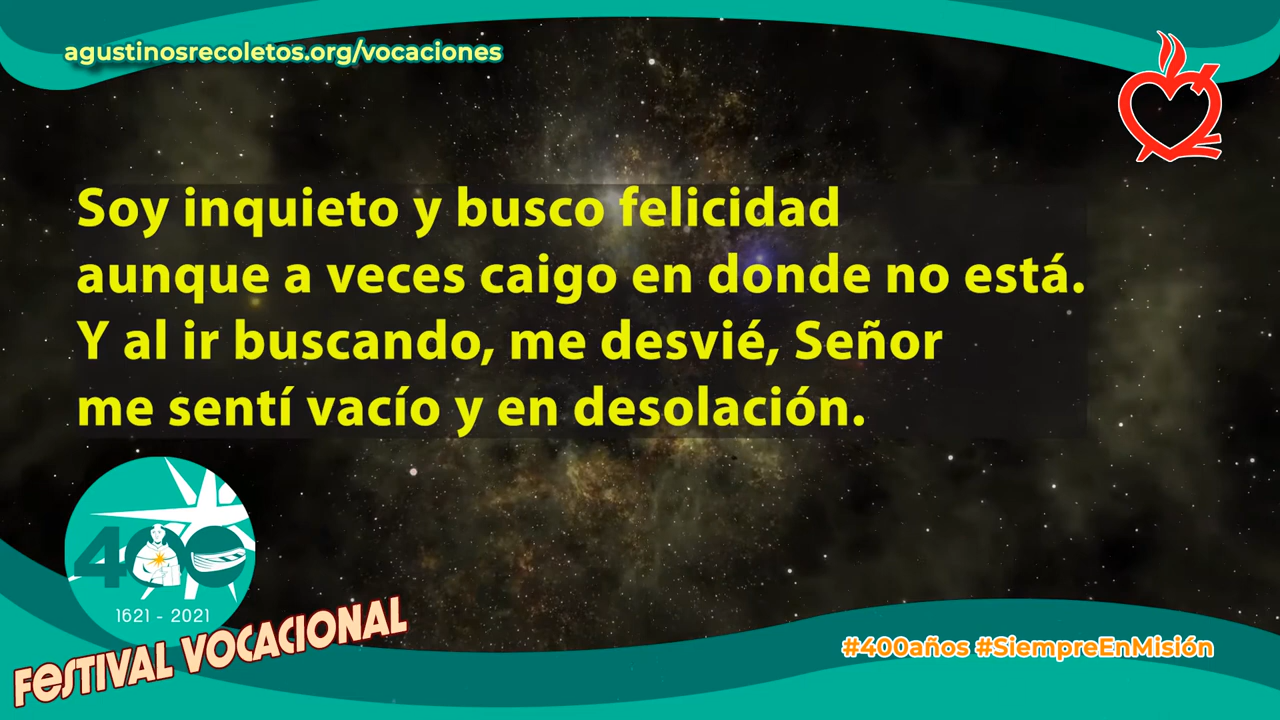 agustinosrecoletos.org/vocaciones
Soy inquieto y busco felicidad
aunque a veces caigo en donde no está.
Y al ir buscando, me desvié, Señor
me sentí vacío y en desolación.
400
1621 - 2021
FESTIVAL VOCACIONAL
#400años #SiempreEnMisión